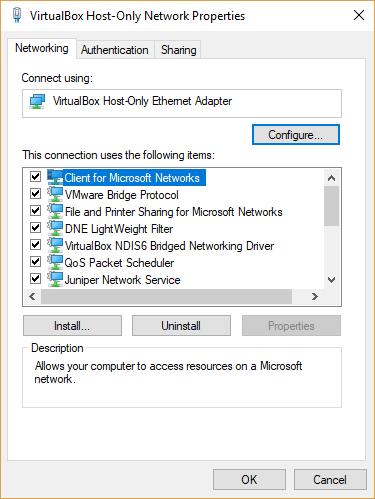 VirtualBox Host-Only Network Properties
Networking
Authentication
Sharing
Connect using:
VirtualBox Host-Only Ethernet Adapter
Configure...
This connection uses the following items:
Client for Microsoft Networks
VMware Bridge Protocol
File and Printer Sharing for Microsoft Networks
DNE LightWeight Filter
VirtualBox NDIS6 Bridged Networking Driver
QoS Packet Scheduler
Juniper Network Service
Install...
Uninstall
Properties
Description
Allows your computer to access resources on a Microsoft
network.
OK
Cancel